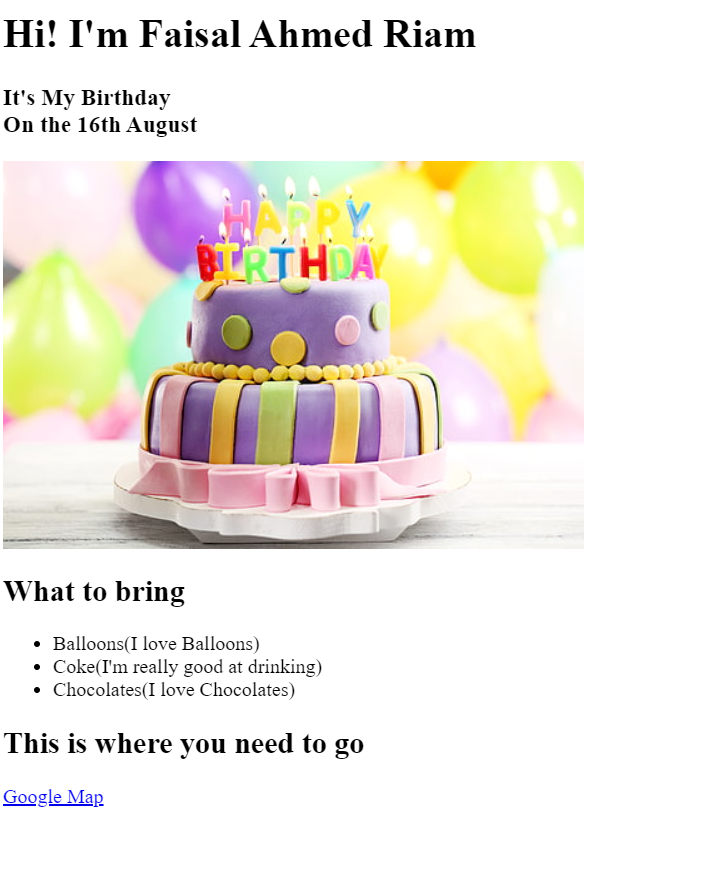 Hi! I'm Faisal Ahmed Riam
It's My Birthday
On the 16th August
HAPPY
BIRTHDAY
What to bring
Balloons(I love Balloons)
Coke(I'm really good at drinking)
Chocolates(I love Chocolates)
This is where you need to go
Google Map